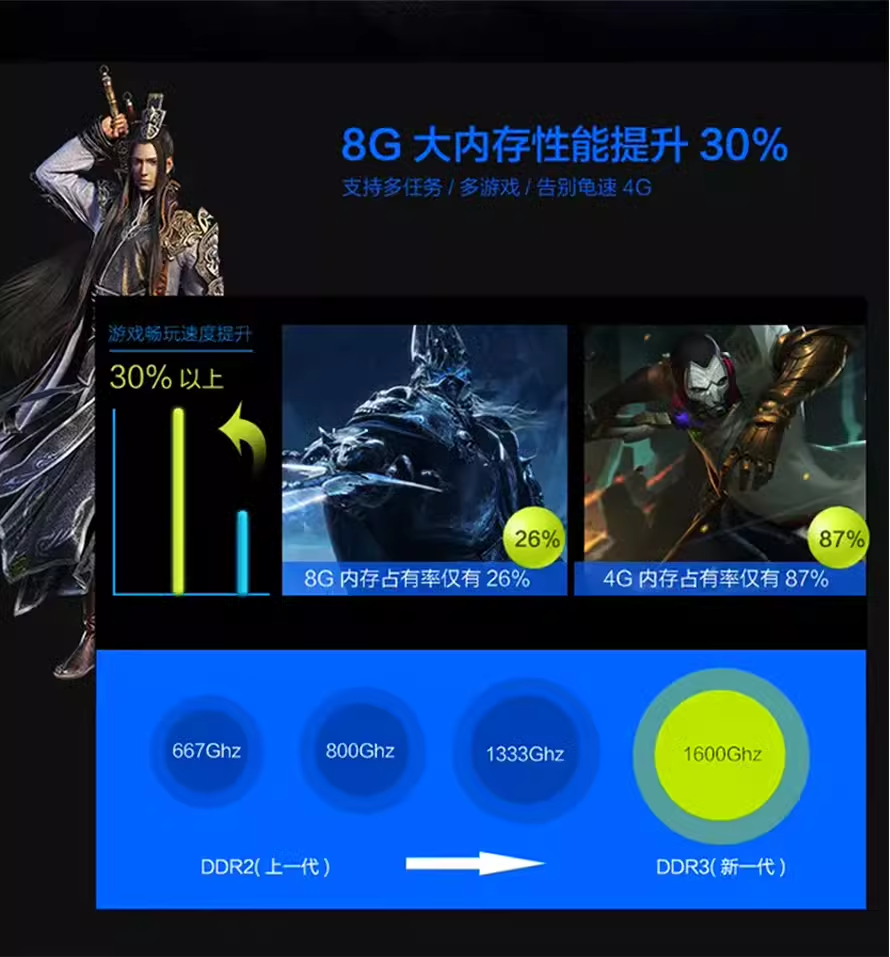 8G 大内存性能提升 30%
支持多任务 / 多游戏 / 告别龟速 4G
游戏畅玩速度提升
30% 以上
26%
87%
8G 内存占有率仅有 26%
4G 内存占有率仅有 87%
667Ghz
800Ghz
1333Ghz
1600Ghz
DDR2( 上一代 )
DDR3( 新一代 )